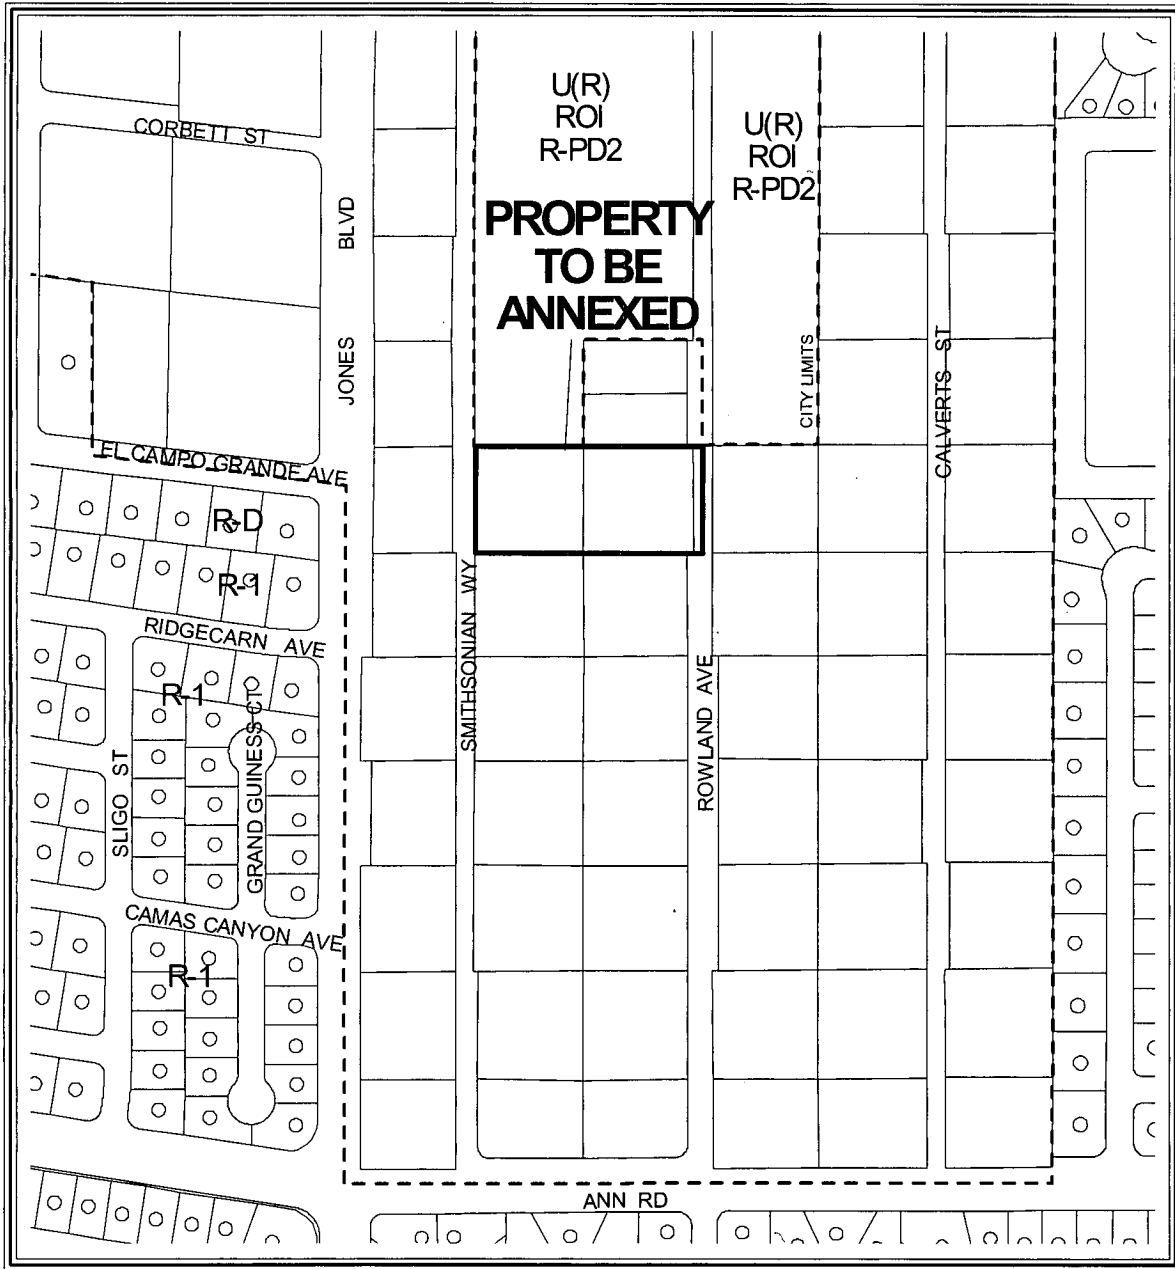 U(R)
ROI
R-PD2
U(R)
ROI
R-PD2
CORBETT ST
JONES BLVD
PROPERTY
TO BE
ANNEXED
CITY LIMITS
CALVERTS ST
EL CAMPO GRANDE AVE
R-D
R-1
RIDGECARN AVE
R-1
SMITHSONIAN WY
ROWLAND AVE
SLIGO ST
GRAND GUINESS CT
CAMAS CANYON AVE
R-1
ANN RD